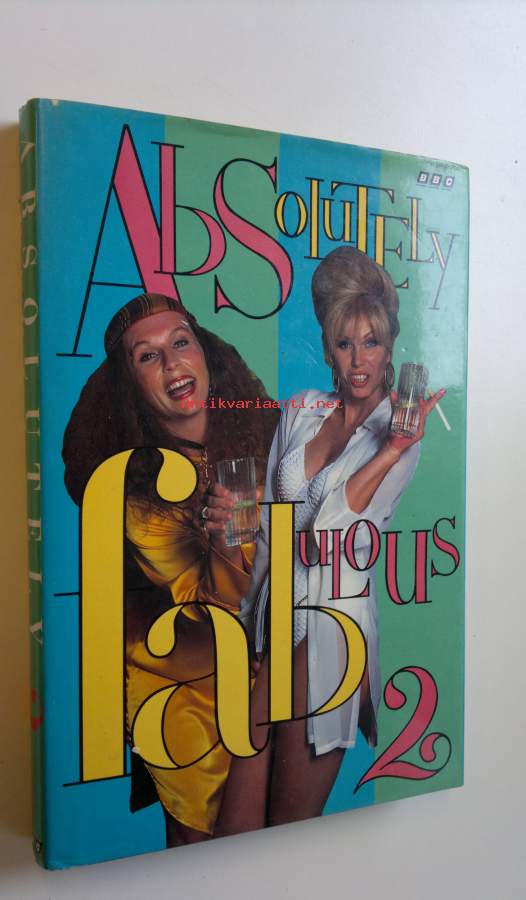 AbSolutELy
BBC
fabulous
2
ABSOLUTELY
antikvariaatti.net